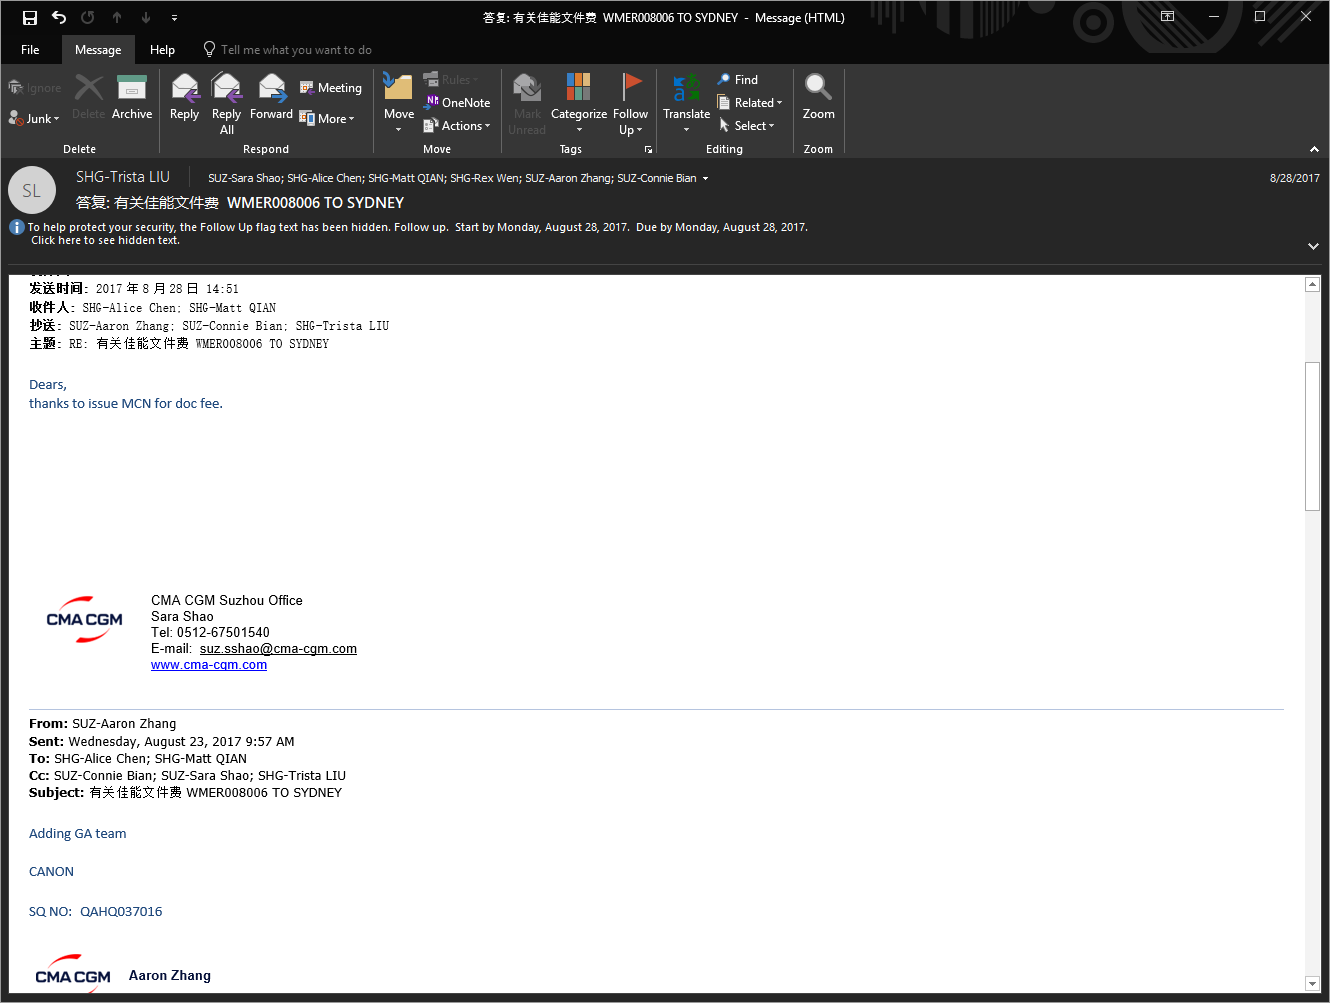 答复: 有关佳能文件费  WMER008006 TO SYDNEY  -  Message (HTML)
File
Message
Help
Tell me what you want to do
Ignore
Junk
Delete
Archive
Delete
Reply
Reply All
Forward
Meeting
More
Respond
Move
Rules
OneNote
Actions
Move
Mark Unread
Categorize
Follow Up
Tags
Translate
Find
Related
Select
Editing
Zoom
Zoom
SL
SHG-Trista LIU
SUZ-Sara Shao; SHG-Alice Chen; SHG-Matt QIAN; SHG-Rex Wen; SUZ-Aaron Zhang; SUZ-Connie Bian
8/28/2017
答复: 有关佳能文件费  WMER008006 TO SYDNEY
To help protect your security, the Follow Up flag text has been hidden. Follow up.  Start by Monday, August 28, 2017.  Due by Monday, August 28, 2017.
Click here to see hidden text.
发送时间: 2017 年 8 月 28 日 14:51
收件人: SHG-Alice Chen; SHG-Matt QIAN
抄送: SUZ-Aaron Zhang; SUZ-Connie Bian; SHG-Trista LIU
主题: RE: 有关佳能文件费 WMER008006 TO SYDNEY
Dears,
thanks to issue MCN for doc fee.
CMA CGM
CMA CGM Suzhou Office
Sara Shao
Tel: 0512-67501540
E-mail:  suz.sshao@cma-cgm.com
www.cma-cgm.com
From: SUZ-Aaron Zhang
Sent: Wednesday, August 23, 2017 9:57 AM
To: SHG-Alice Chen; SHG-Matt QIAN
Cc: SUZ-Connie Bian; SUZ-Sara Shao; SHG-Trista LIU
Subject: 有关佳能文件费 WMER008006 TO SYDNEY
Adding GA team
CANON
SQ NO:  QAHQ037016
CMA CGM
Aaron Zhang